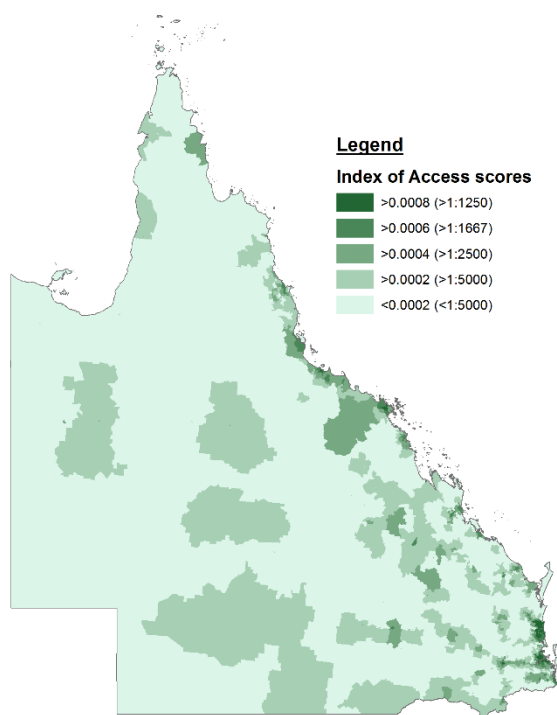 Legend
Index of Access scores
>0.0008 (>1:1250)
>0.0006 (>1:1667)
>0.0004 (>1:2500)
>0.0002 (>1:5000)
<0.0002 (<1:5000)